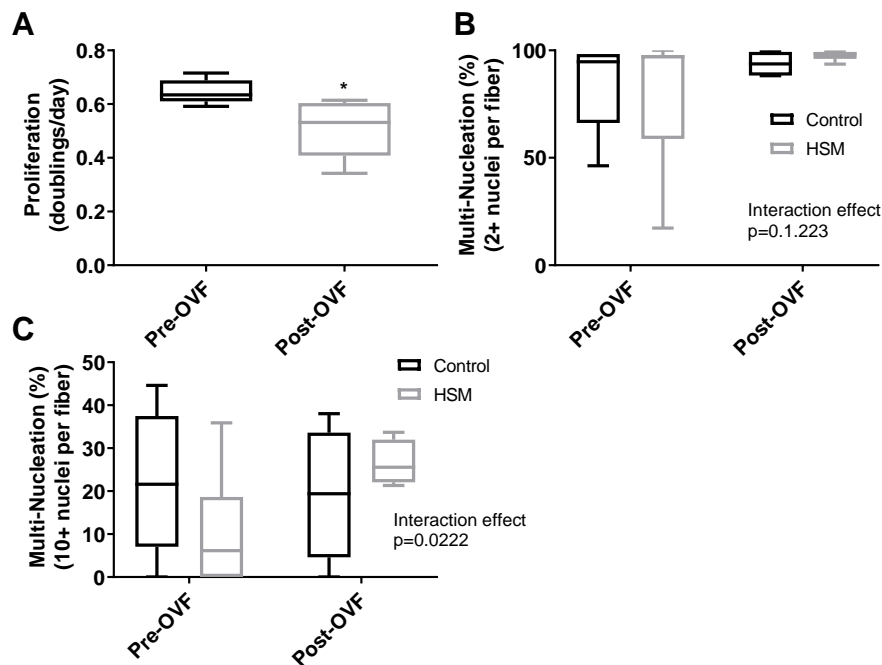 A
Proliferation
(doublings/day)
0.8
0.6
0.4
0.2
0.0
*
Pre-OVF
Post-OVF
B
Multi-Nucleation (%)
(2+ nuclei per fiber)
100
50
0
Control
HSM
Interaction effect
p=0.1.223
Pre-OVF
Post-OVF
C
Multi-Nucleation (%)
(10+ nuclei per fiber)
50
40
30
20
10
0
Control
HSM
Interaction effect
p=0.0222
Pre-OVF
Post-OVF